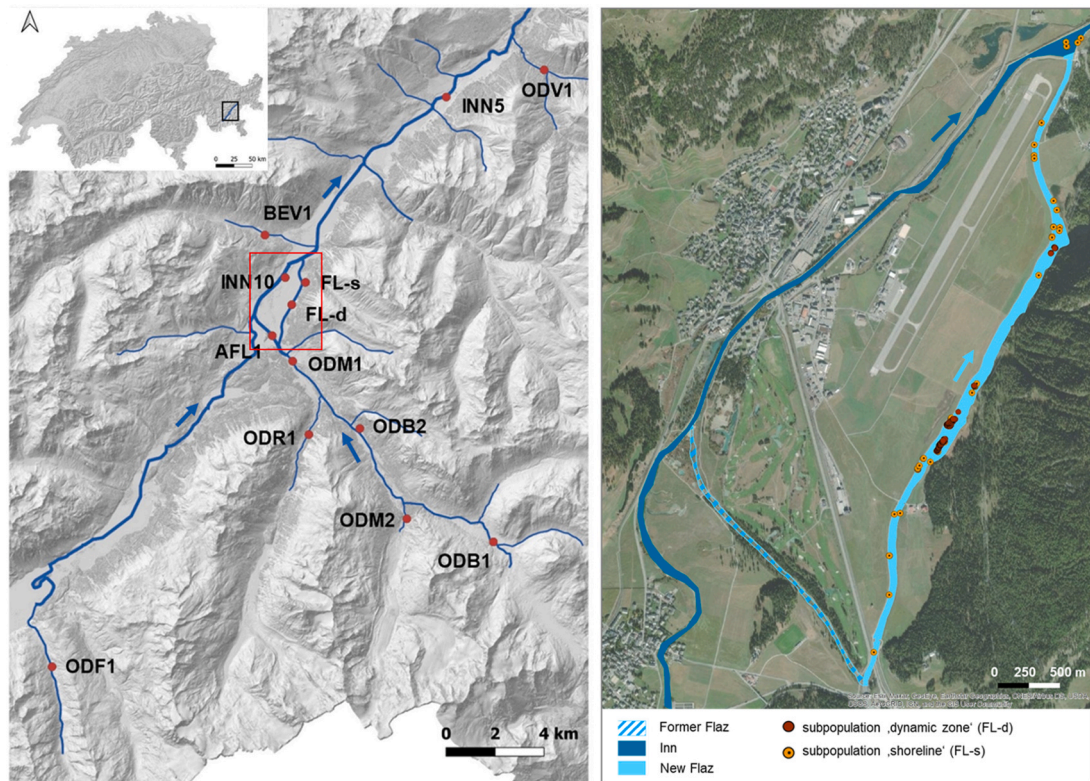 0 25 50 km
ODV1
INN5
BEV1
INN10
FL-s
FL-d
AFL1
ODM1
ODR1
ODB2
ODM2
ODB1
ODF1
0 2 4 km
0 250 500 m
Former Flaz
Inn
New Flaz
subpopulation ‚dynamic zone‘ (FL-d)
subpopulation ‚shoreline‘ (FL-s)